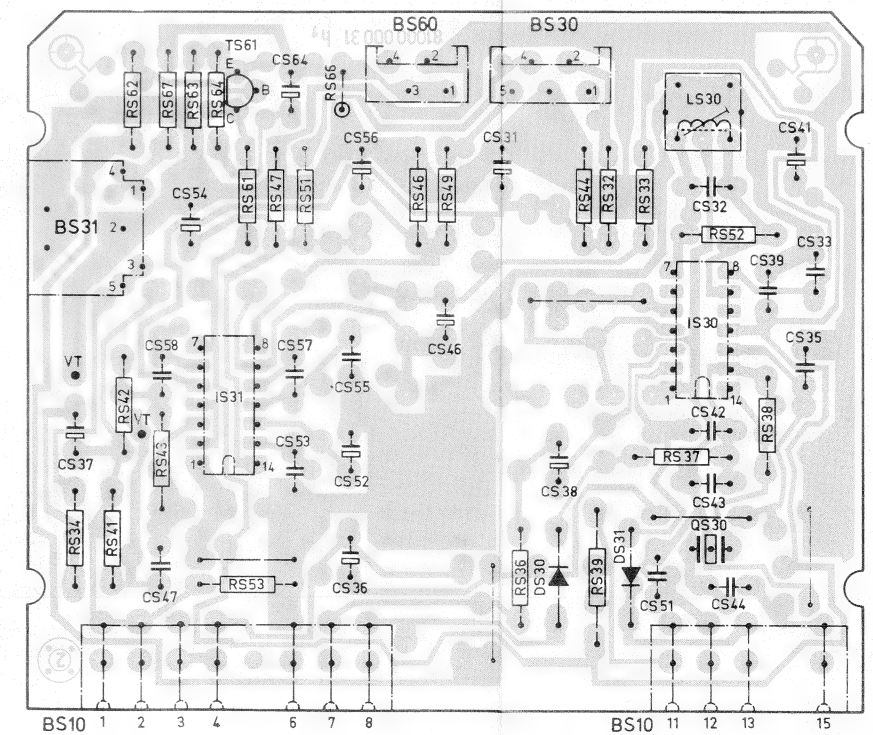 BS60
BS30
81000 000 31 h,
TS61
E
B
C
CS64
RS66
4
2
3
1
4
2
5
1
LS30
CS41
RS62
RS67
RS63
RS64
CS56
CS31
4
1
BS31
2
3
5
CS54
RS61
RS47
RS51
RS46
RS49
RS44
RS32
RS33
CS32
RS52
CS33
CS39
7
8
IS30
1
14
CS46
CS35
VT
CS58
7
8
CS57
CS55
RS42
VT
IS31
CS42
RS38
CS37
RS43
CS53
1
14
CS52
RS37
CS38
CS43
RS34
RS41
QS30
CS47
RS53
CS36
RS36
DS30
RS39
DS31
CS51
CS44
2
BS10
1
2
3
4
6
7
8
BS10
11
12
13
15